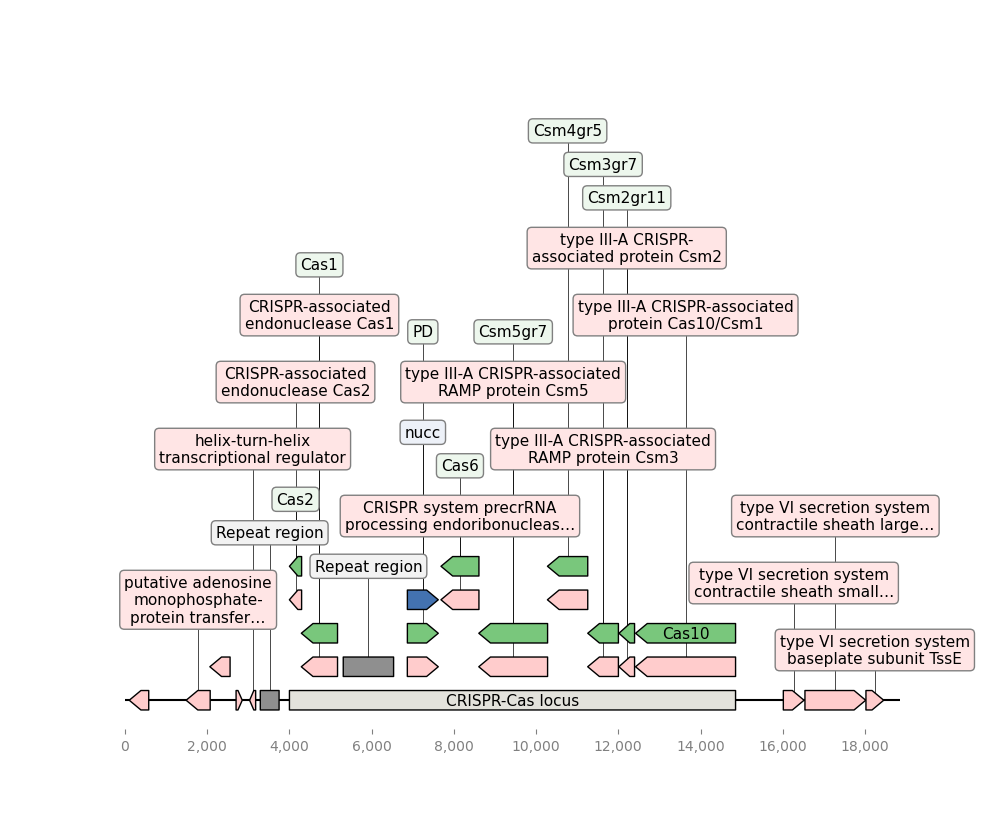 Csm4gr5
Csm3gr7
Csm2gr11
type III-A CRISPR-
associated protein Csm2
Cas1
CRISPR-associated
endonuclease Cas1
type III-A CRISPR-associated
protein Cas10/Csm1
PD
Csm5gr7
CRISPR-associated
endonuclease Cas2
type III-A CRISPR-associated
RAMP protein Csm5
nucc
helix-turn-helix
transcriptional regulator
type III-A CRISPR-associated
RAMP protein Csm3
Cas6
Cas2
CRISPR system precrRNA
processing endoribonucleas…
type VI secretion system
contractile sheath large…
Repeat region
Repeat region
type VI secretion system
contractile sheath small…
putative adenosine
monophosphate-
protein transfer…
Cas10
type VI secretion system
baseplate subunit TssE
CRISPR-Cas locus
0 2,000 4,000 6,000 8,000 10,000 12,000 14,000 16,000 18,000